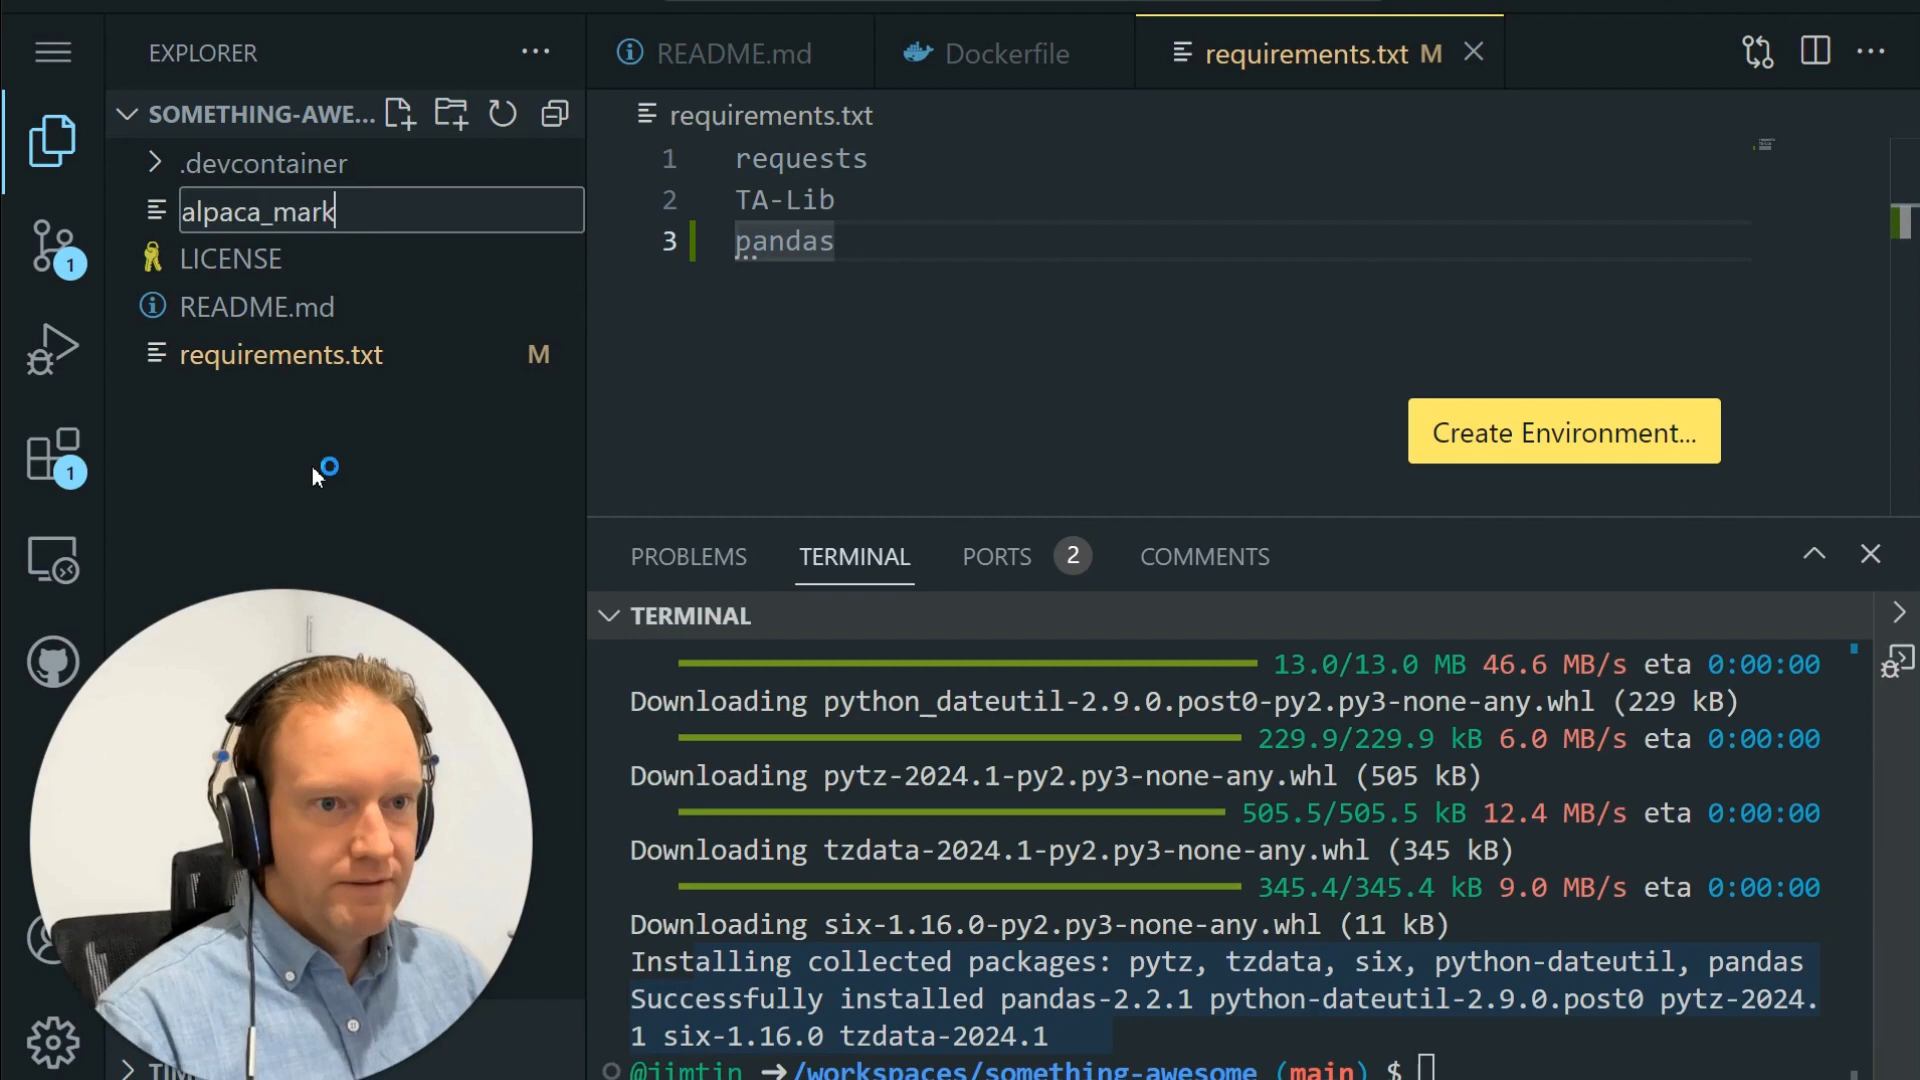 EXPLORER
README.md
Dockerfile
requirements.txt M
SOMETHING-AWE...
.devcontainer
alpaca_mark
LICENSE
README.md
requirements.txt M
requirements.txt
1 requests
2 TA-Lib
3 pandas
1
1
Create Environment...
PROBLEMS TERMINAL PORTS 2 COMMENTS
TERMINAL
13.0/13.0 MB 46.6 MB/s eta 0:00:00
Downloading python_dateutil-2.9.0.post0-py2.py3-none-any.whl (229 kB)
229.9/229.9 kB 6.0 MB/s eta 0:00:00
Downloading pytz-2024.1-py2.py3-none-any.whl (505 kB)
505.5/505.5 kB 12.4 MB/s eta 0:00:00
Downloading tzdata-2024.1-py2.py3-none-any.whl (345 kB)
345.4/345.4 kB 9.0 MB/s eta 0:00:00
Downloading six-1.16.0-py2.py3-none-any.whl (11 kB)
Installing collected packages: pytz, tzdata, six, python-dateutil, pandas
Successfully installed pandas-2.2.1 python-dateutil-2.9.0.post0 pytz-2024.
1 six-1.16.0 tzdata-2024.1
@jimtin ➜ /workspaces/something-awesome (main) $